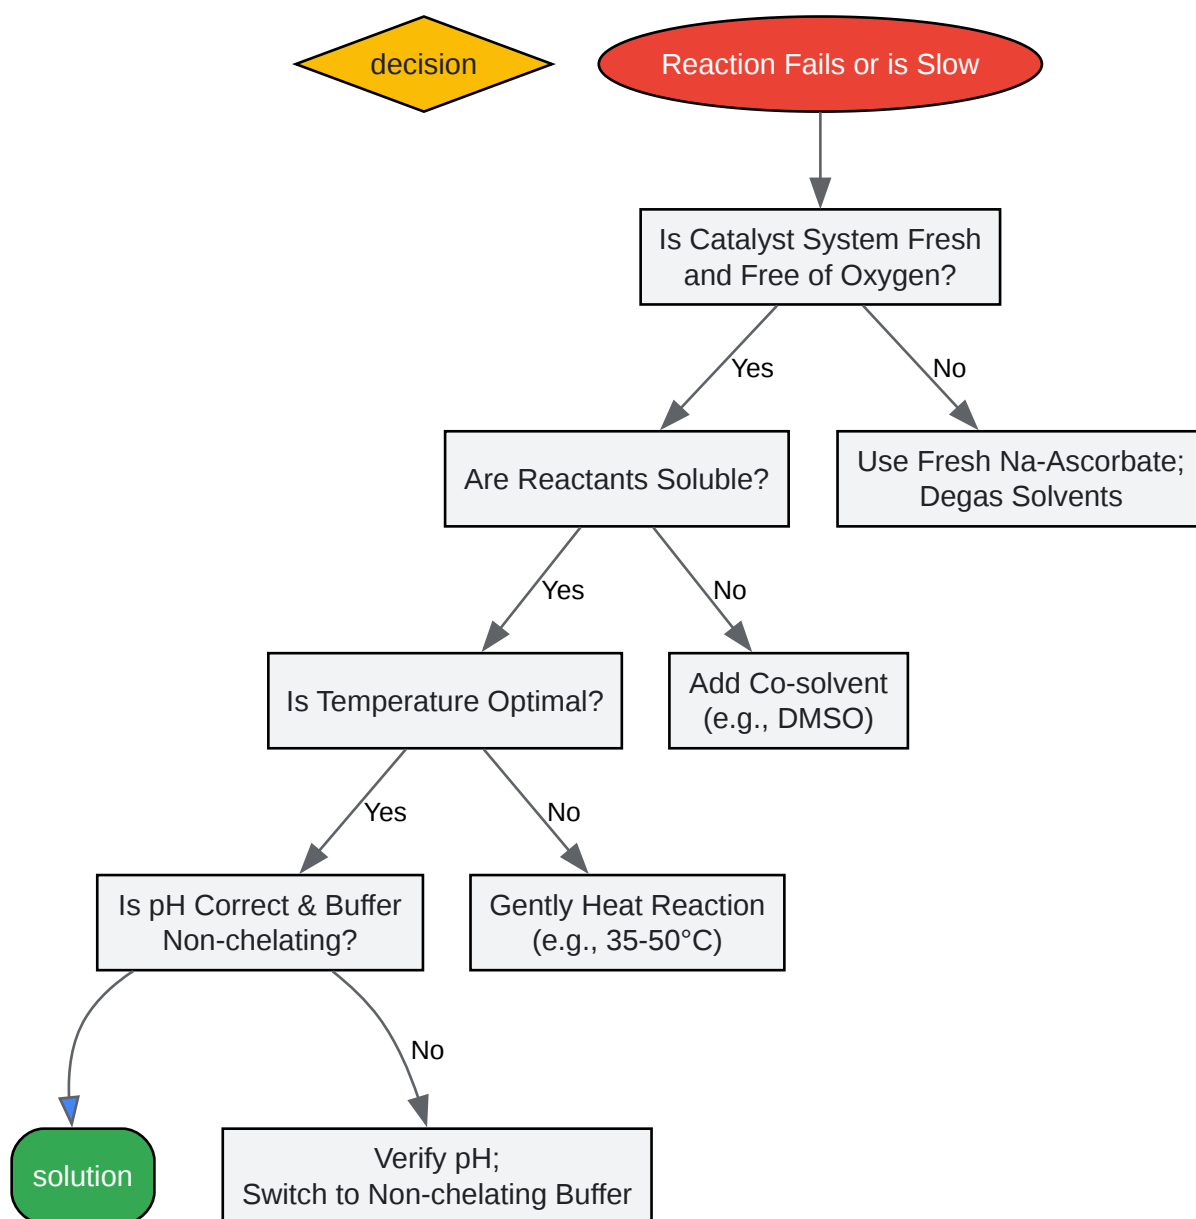 decision
Reaction Fails or is Slow
Is Catalyst System Fresh
and Free of Oxygen?
Yes
No
Are Reactants Soluble?
Use Fresh Na-Ascorbate;
Degas Solvents
Yes
No
Is Temperature Optimal?
Add Co-solvent
(e.g., DMSO)
Yes
No
Is pH Correct & Buffer
Non-chelating?
Gently Heat Reaction
(e.g., 35-50°C)
No
solution
Verify pH;
Switch to Non-chelating Buffer